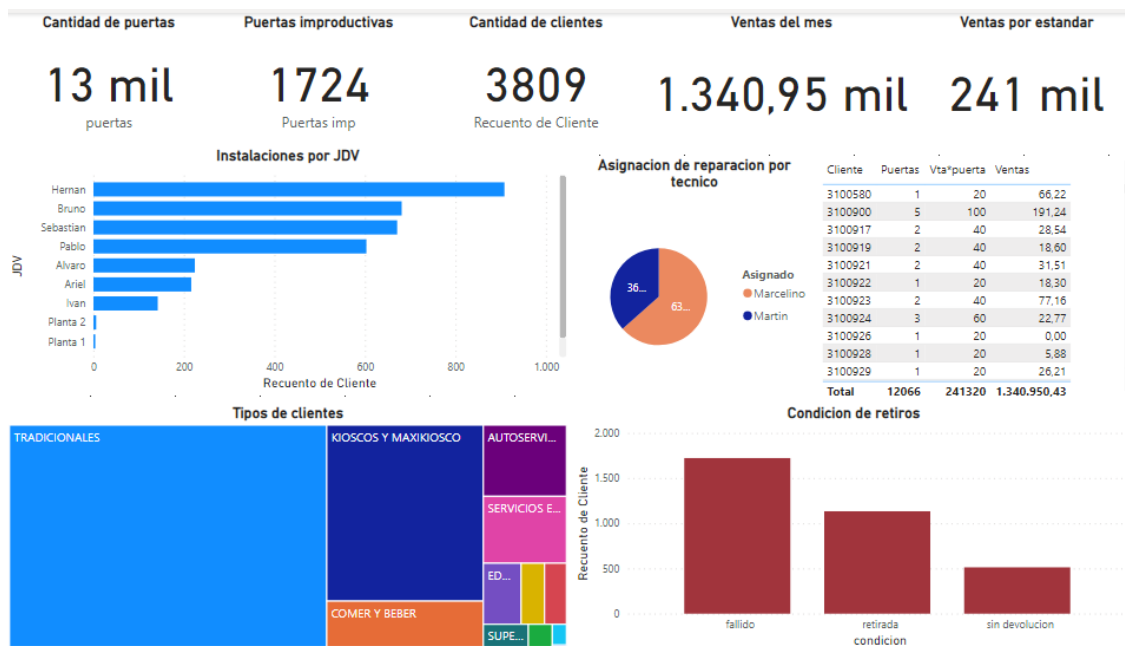 Cantidad de puertas
13 mil
puertas
Puertas improductivas
1724
Puertas imp
Cantidad de clientes
3809
Recuento de Cliente
Ventas del mes
1.340,95 mil
Ventas por estandar
241 mil
Instalaciones por JDV
JDV
Hernan
Bruno
Sebastian
Pablo
Alvaro
Ariel
Ivan
Planta 2
Planta 1
0 200 400 600 800 1.000
Recuento de Cliente
Asignacion de reparacion por
tecnico
36...
63...
Asignado
Marcelino
Martin
Cliente Puertas Vta*puerta Ventas
3100580 1 20 66,22
3100900 5 100 191,24
3100917 2 40 28,54
3100919 2 40 18,60
3100921 2 40 31,51
3100922 1 20 18,30
3100923 2 40 77,16
3100924 3 60 22,77
3100926 1 20 0,00
3100928 1 20 5,88
3100929 1 20 26,21
Total 12066 241320 1.340.950,43
Tipos de clientes
TRADICIONALES
KIOSCOS Y MAXIKIOSCO
COMER Y BEBER
AUTOSERVI...
SERVICIOS E...
ED...
SUPE...
Condicion de retiros
Recuento de Cliente
2.000
1.500
1.000
500
0
fallido retirada sin devolucion
condicion